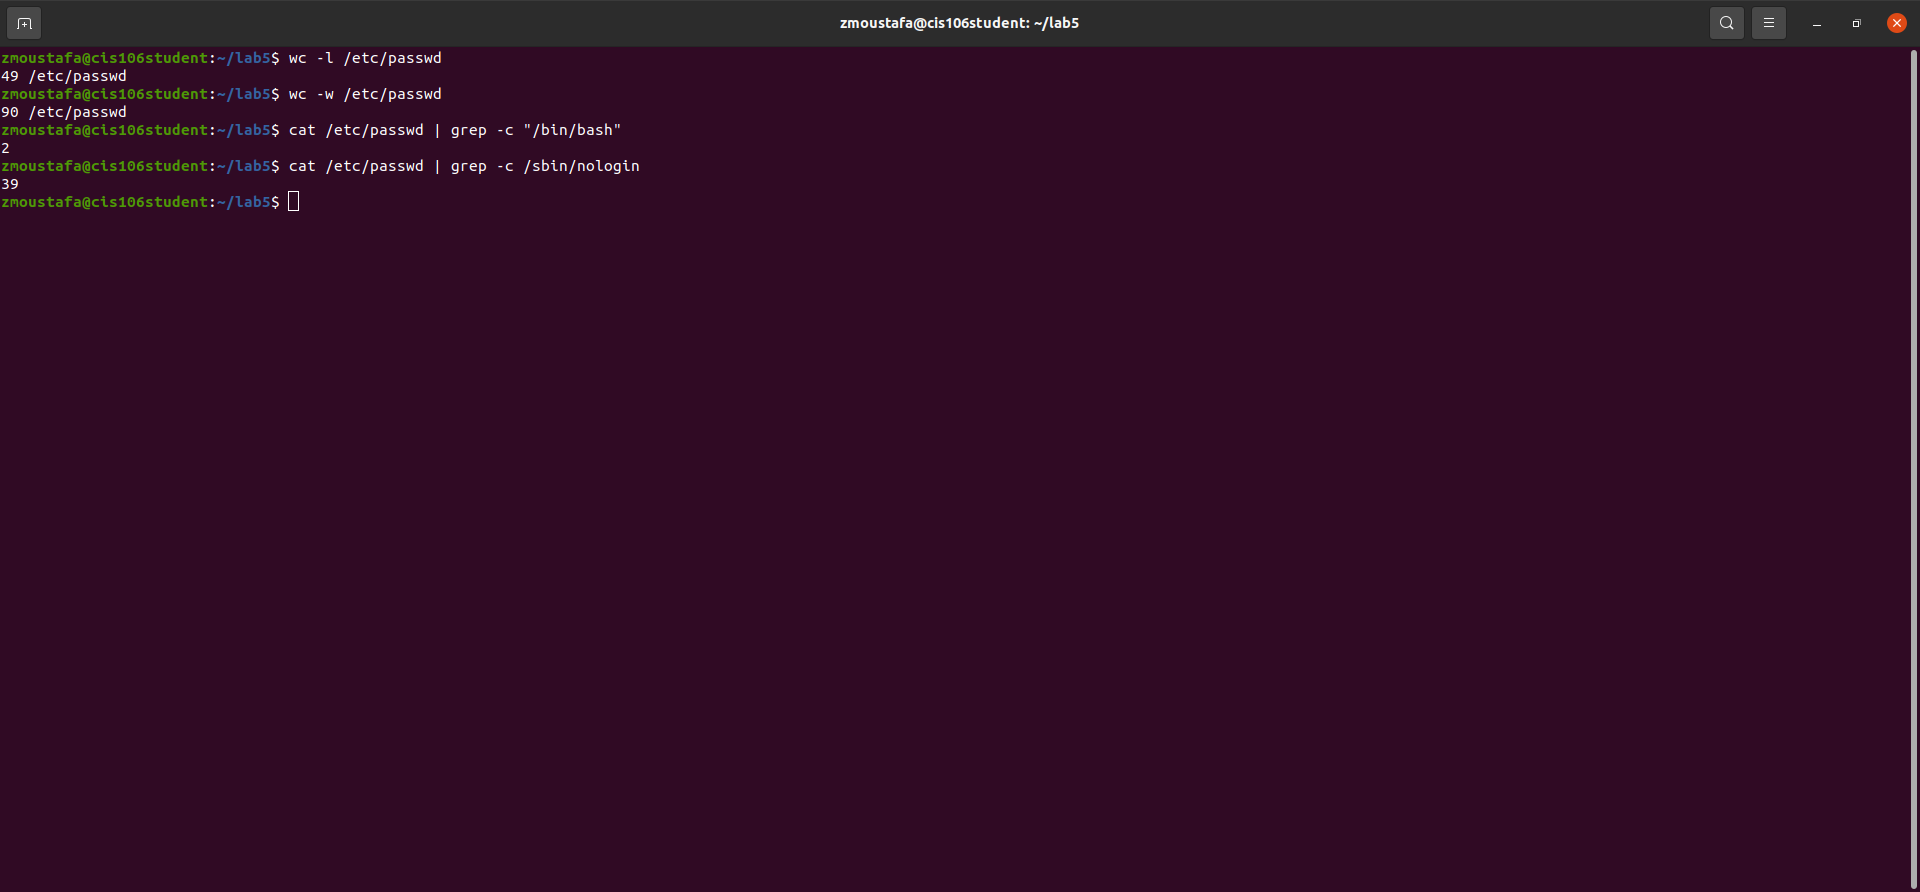 zmoustafa@cis106student: ~/lab5
zmoustafa@cis106student:~/lab5$ wc -l /etc/passwd
49 /etc/passwd
zmoustafa@cis106student:~/lab5$ wc -w /etc/passwd
90 /etc/passwd
zmoustafa@cis106student:~/lab5$ cat /etc/passwd | grep -c "/bin/bash"
2
zmoustafa@cis106student:~/lab5$ cat /etc/passwd | grep -c /sbin/nologin
39
zmoustafa@cis106student:~/lab5$